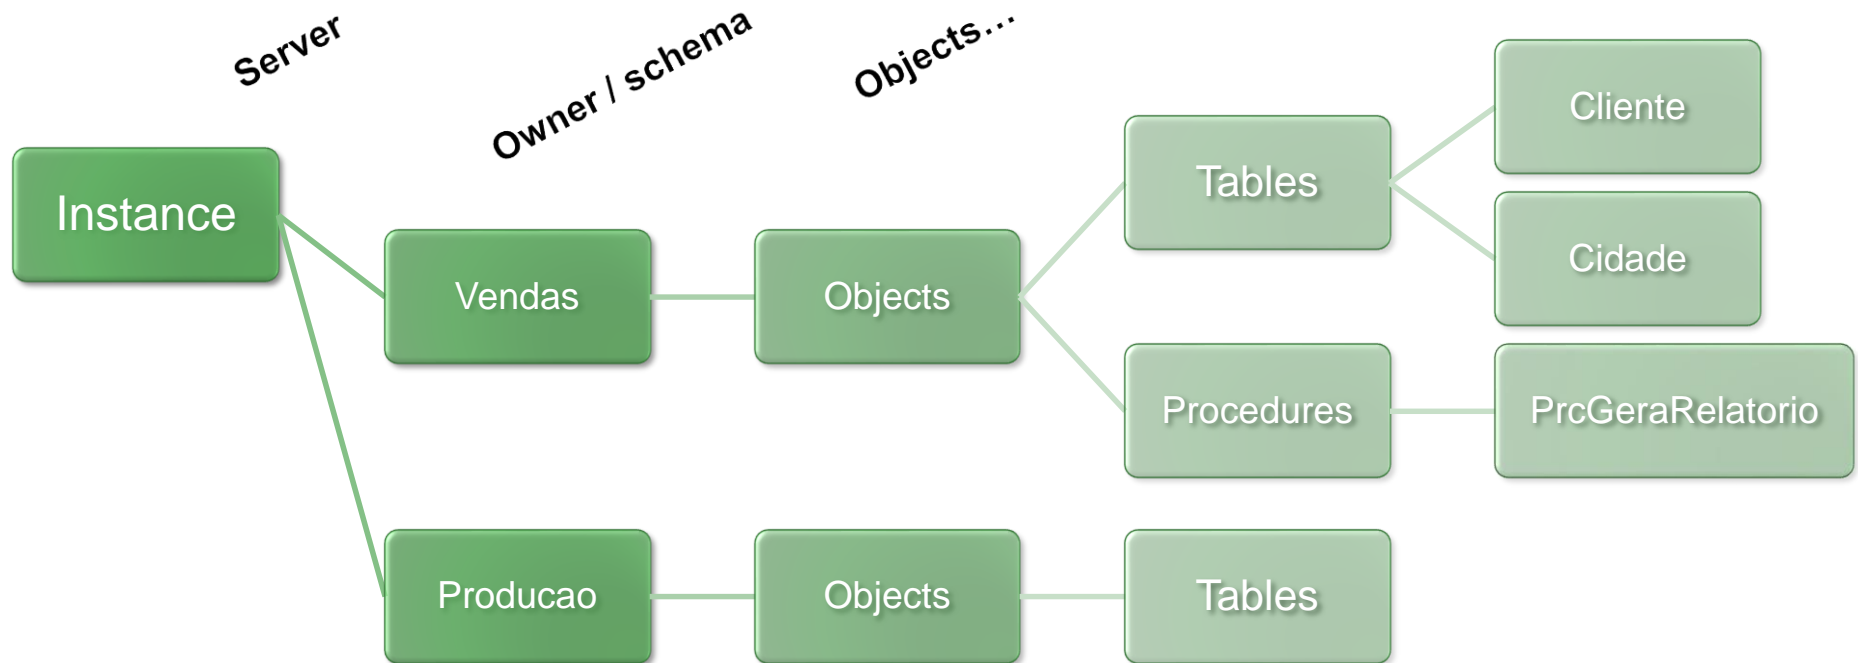 Server
Owner / schema
Objects...
Instance
Vendas
Objects
Tables
Cliente
Cidade
Procedures
PrcGeraRelatorio
Producao
Objects
Tables